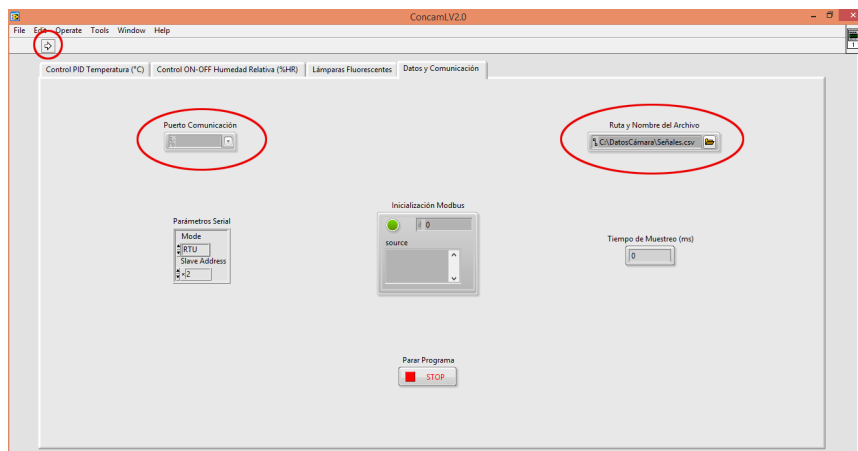 ConcamLV2.0
File Edit Operate Tools Window Help
Control PID Temperatura (°C) Control ON-OFF Humedad Relativa (%HR) Lámparas Fluorescentes Datos y Comunicación
Puerto Comunicación
Ruta y Nombre del Archivo
C:\DatosCámara\Señales.csv
Inicialización Modbus
0
source
Parámetros Serial
Mode
RTU
Slave Address
×2
Tiempo de Muestreo (ms)
0
Parar Programa
STOP